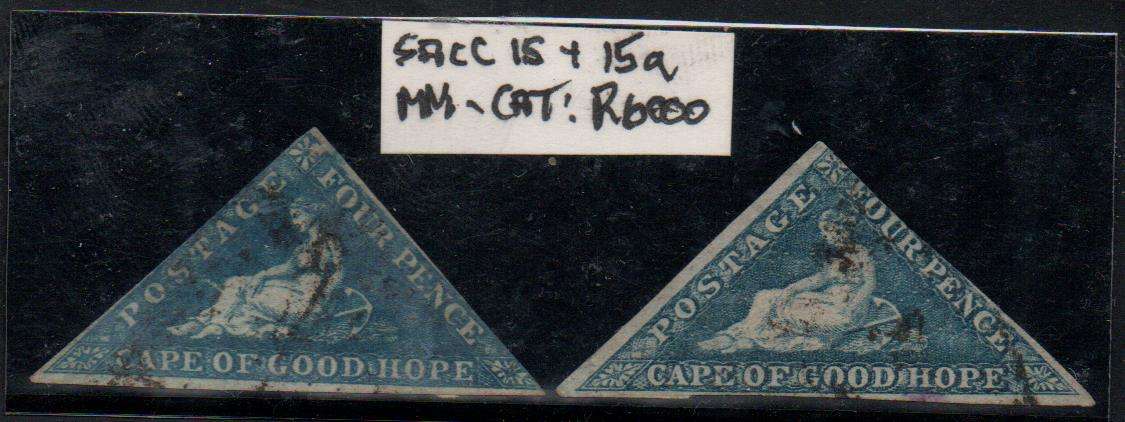 SACC 15 + 15a
MM - CAT: R6000
POSTAGE
FOUR PENCE
CAPE OF GOOD HOPE
POSTAGE
FOUR PENCE
CAPE OF GOOD HOPE